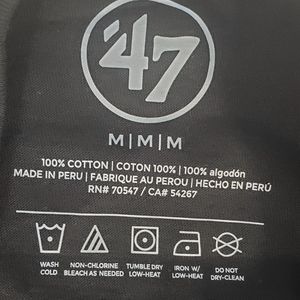 '47
M|M|M
100% COTTON | COTON 100% | 100% algodón
MADE IN PERU | FABRIQUE AU PEROU | HECHO EN PERÚ
RN# 70547 / CA# 54267
WASH COLD
NON-CHLORINE BLEACH AS NEEDED
TUMBLE DRY LOW-HEAT
IRON W/ LOW-HEAT
DO NOT DRY-CLEAN